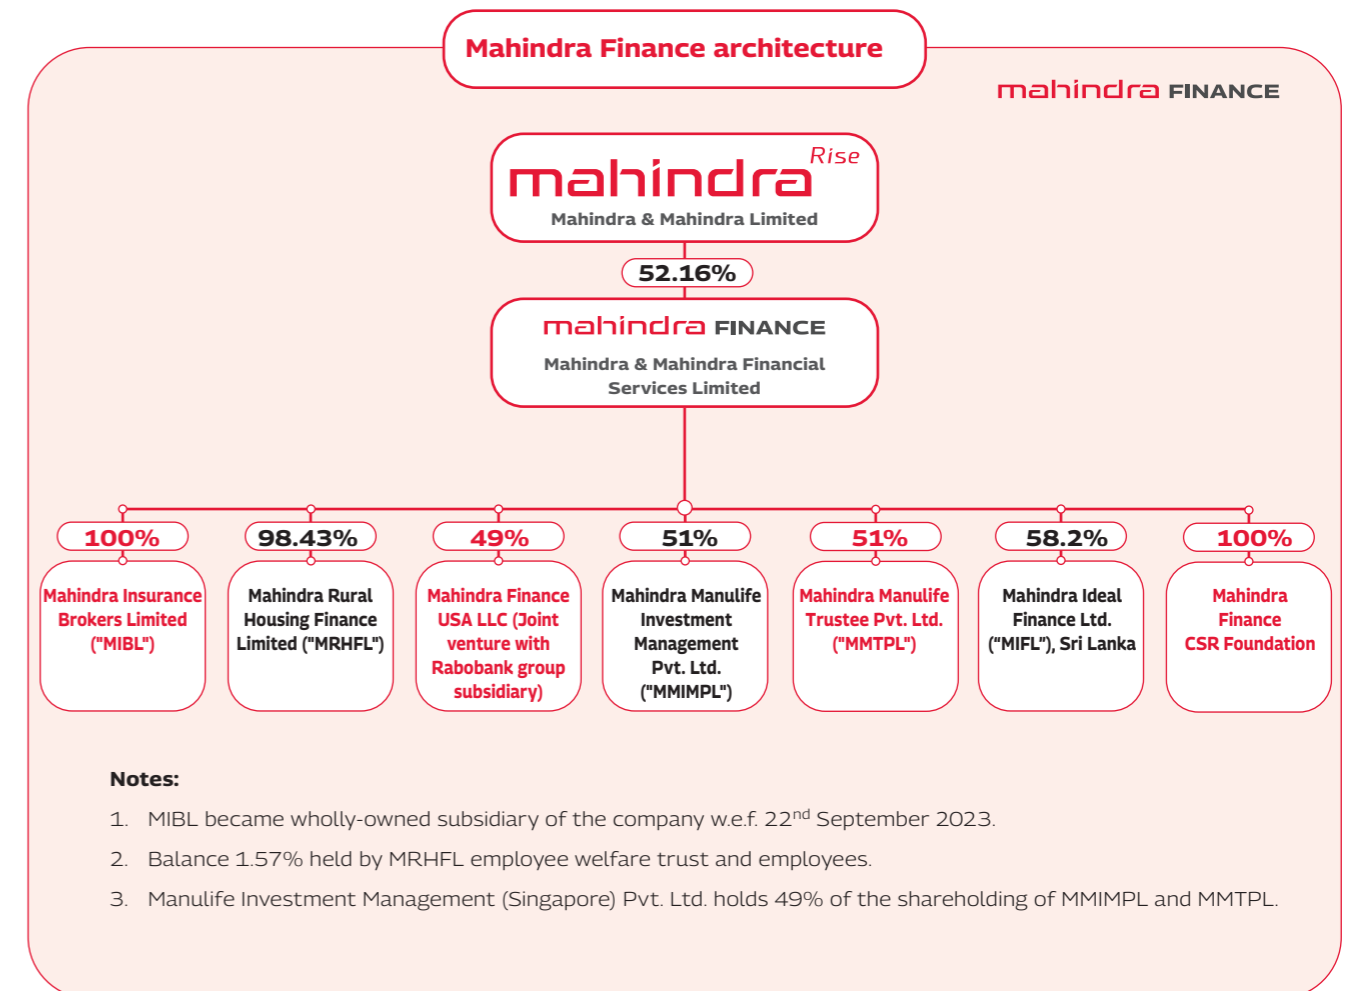 Mahindra Finance architecture
mahindra FINANCE
Rise
mahindra
Mahindra & Mahindra Limited
52.16%
mahindra FINANCE
Mahindra & Mahindra Financial
Services Limited
100%
98.43%
49%
51%
51%
58.2%
100%
Mahindra Insurance
Brokers Limited
("MIBL")
Mahindra Rural
Housing Finance
Limited ("MRHFL")
Mahindra Finance
USA LLC (Joint
venture with
Rabobank group
subsidiary)
Mahindra Manulife
Investment
Management
Pvt. Ltd.
("MMIMPL")
Mahindra Manulife
Trustee Pvt. Ltd.
("MMTPL")
Mahindra Ideal
Finance Ltd.
(“MIFL"), Sri Lanka
Mahindra
Finance
CSR Foundation
Notes:
1. MIBL became wholly-owned subsidiary of the company w.e.f. 22nd September 2023.
2. Balance 1.57% held by MRHFL employee welfare trust and employees.
3. Manulife Investment Management (Singapore) Pvt. Ltd. holds 49% of the shareholding of MMIMPL and MMTPL.